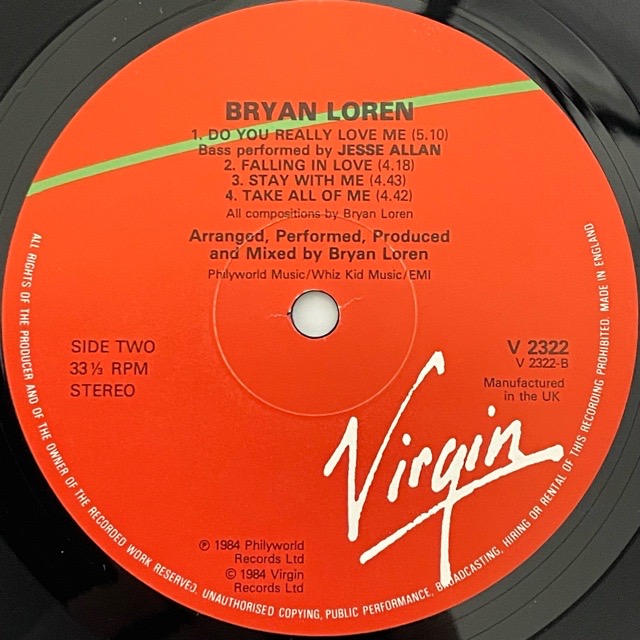 BRYAN LOREN
1. DO YOU REALLY LOVE ME (5.10)
Bass performed by JESSE ALLAN
2. FALLING IN LOVE (4.18)
3. STAY WITH ME (4.43)
4. TAKE ALL OF ME (4.42)
All compositions by Bryan Loren
Arranged, Performed, Produced
and Mixed by Bryan Loren
Philyworld Music/Whiz Kid Music/EMI
SIDE TWO
33⅓ RPM
STEREO
V 2322
V 2322-B
Manufactured
in the UK
Virgin
℗ 1984 Philyworld
Records Ltd
© 1984 Virgin
Records Ltd
ALL RIGHTS OF THE PRODUCER AND OF THE OWNER OF THE RECORDED WORK RESERVED. UNAUTHORISED COPYING, PUBLIC PERFORMANCE, BROADCASTING, HIRING OR RENTAL OF THIS RECORDING PROHIBITED. MADE IN ENGLAND